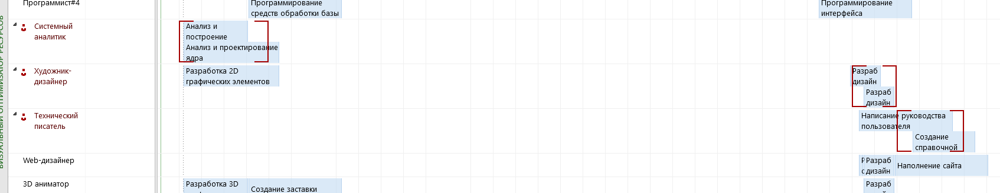 Программист#4
Программирование
средств обработки базы
Программирование
интерфейса
Системный
аналитик
Анализ и
построение
Анализ и проектирование
ядра
Художник-
дизайнер
Разработка 2D
графических элементов
Разраб
дизайн
Разраб
дизайн
Технический
писатель
Написание руководства
пользователя
Создание
справочной
Web-дизайнер
Разраб
дизайн
Наполнение сайта
3D аниматор
Разработка 3D
Создание заставки
Разраб
ВИЗУАЛЬНЫЙ ОПТИМИЗАТОР РЕСУРСОВ